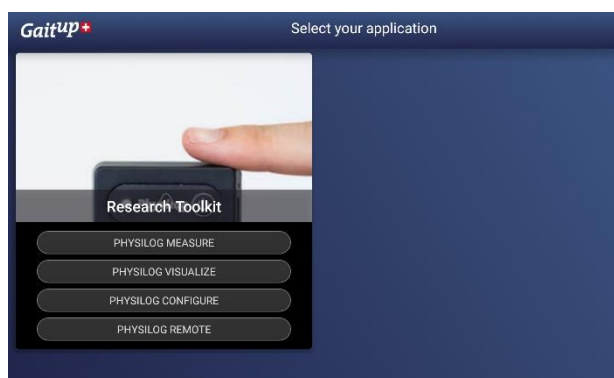 Gaitup+
Select your application
Research Toolkit
PHYSILOG MEASURE
PHYSILOG VISUALIZE
PHYSILOG CONFIGURE
PHYSILOG REMOTE